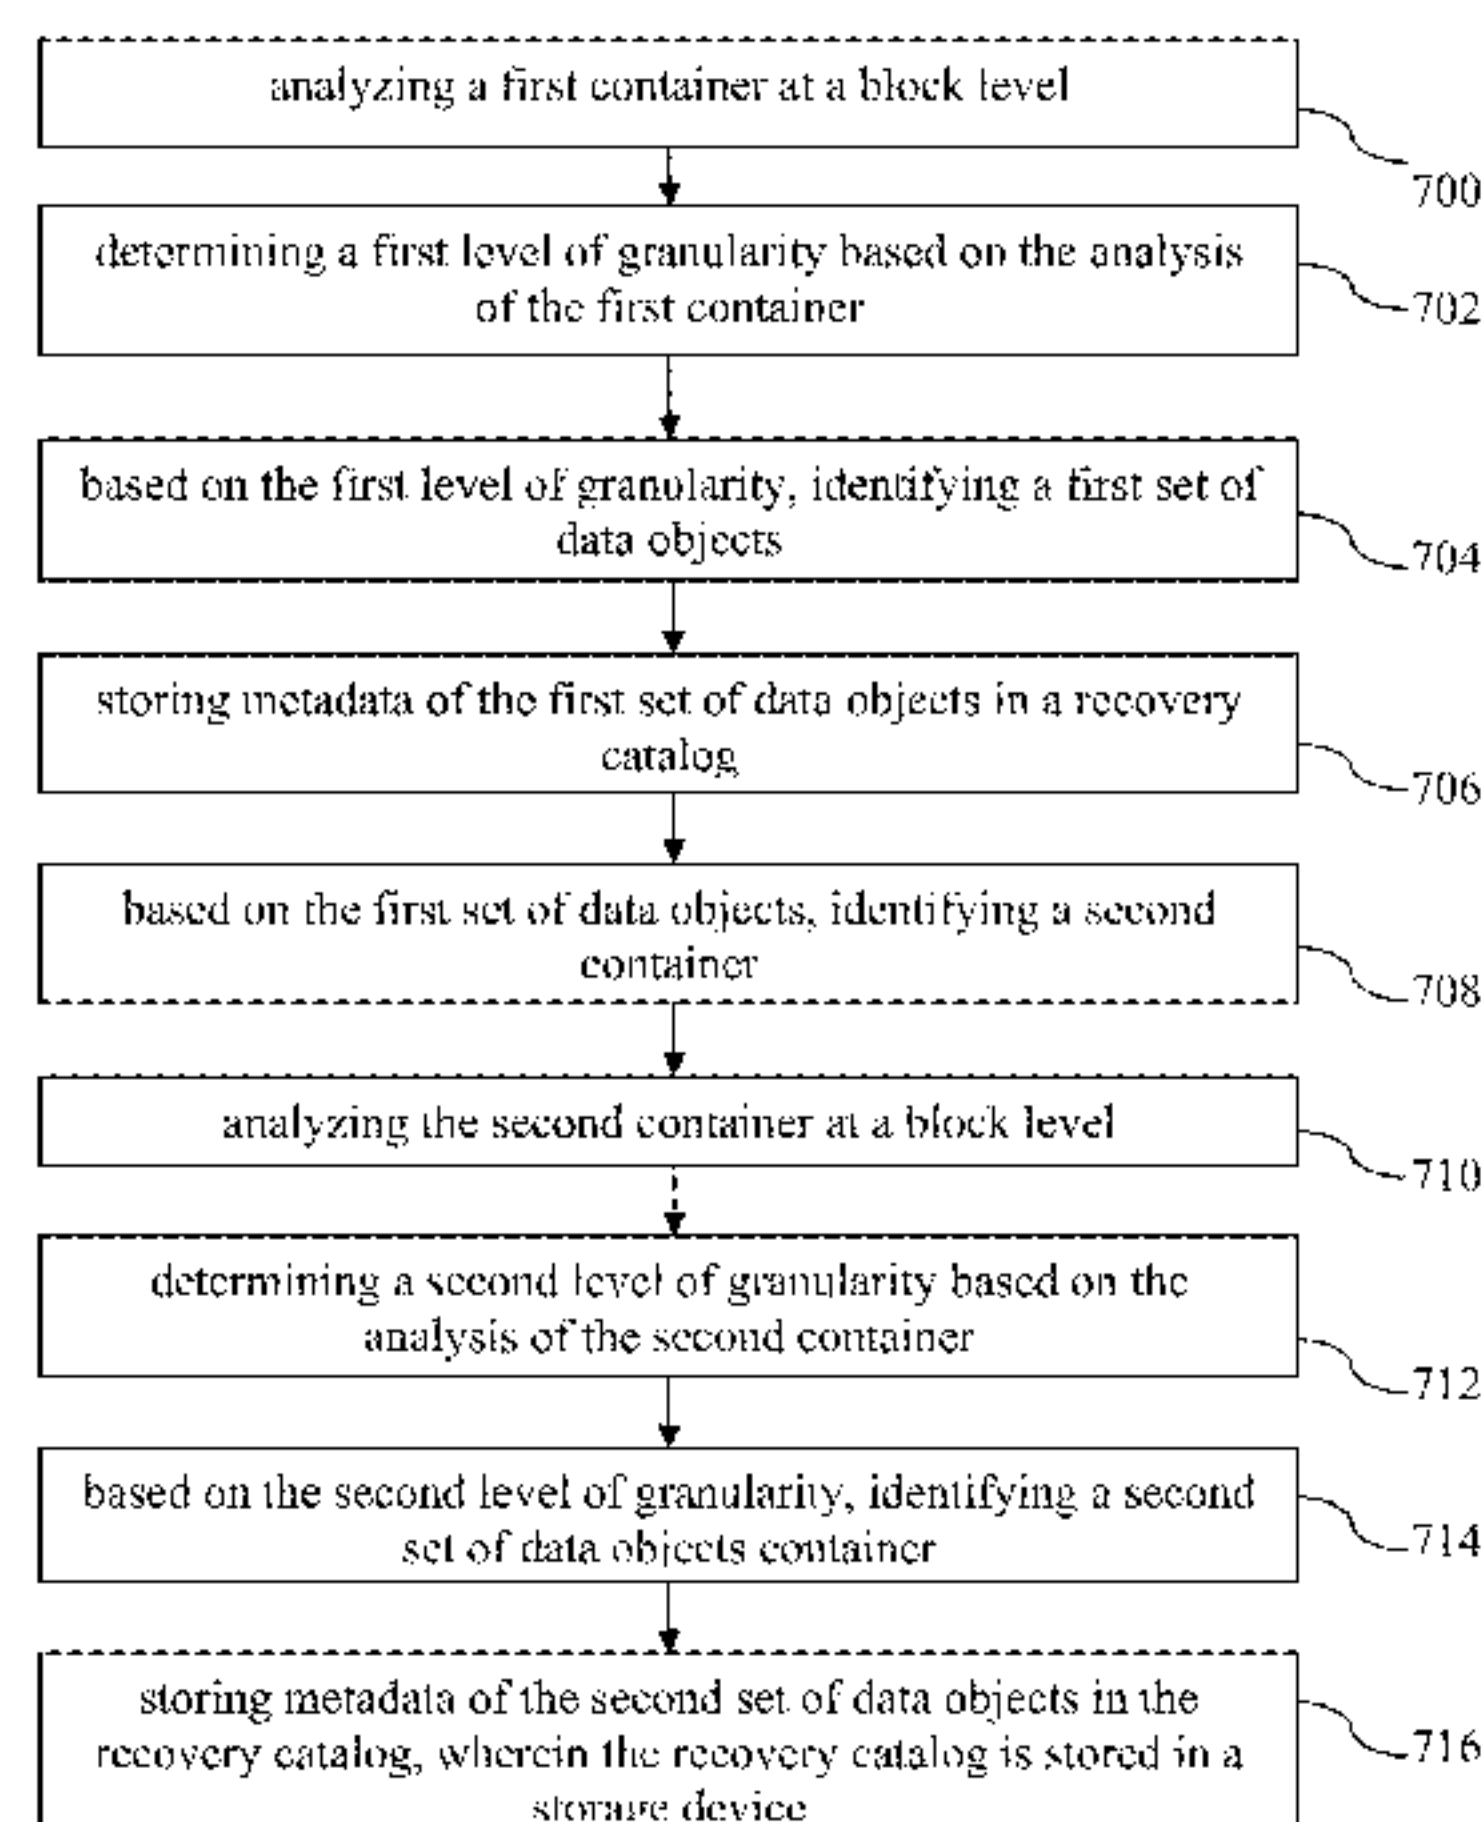 analyzing a first container at a block level
700
determining a first level of granularity based on the analysis
of the first container
702
based on the first level of granularity, identifying a first set of
data objects
704
storing metadata of the first set of data objects in a recovery
catalog
706
based on the first set of data objects, identifying a second
container
708
analyzing the second container at a block level
710
determining a second level of granularity based on the
analysis of the second container
712
based on the second level of granularity, identifying a second
set of data objects container
714
storing metadata of the second set of data objects in the
recovery catalog, wherein the recovery catalog is stored in a
storage device
716